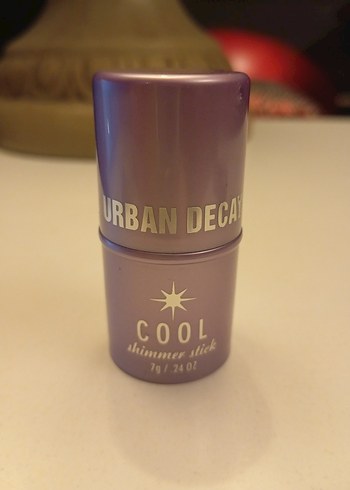 URBAN DECAY
COOL
shimmer stick
7g / .24 OZ